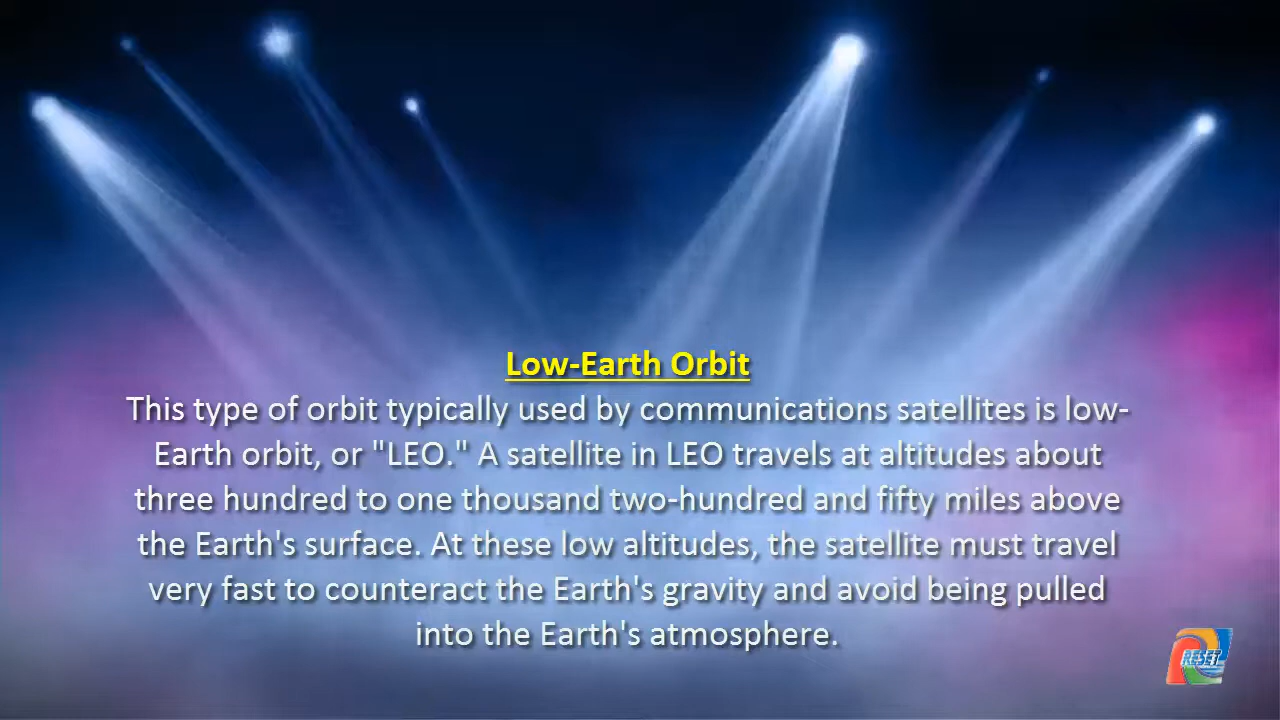 Low-Earth Orbit
This type of orbit typically used by communications satellites is low-
Earth orbit, or "LEO." A satellite in LEO travels at altitudes about
three hundred to one thousand two-hundred and fifty miles above
the Earth's surface. At these low altitudes, the satellite must travel
very fast to counteract the Earth's gravity and avoid being pulled
into the Earth's atmosphere.
RESET